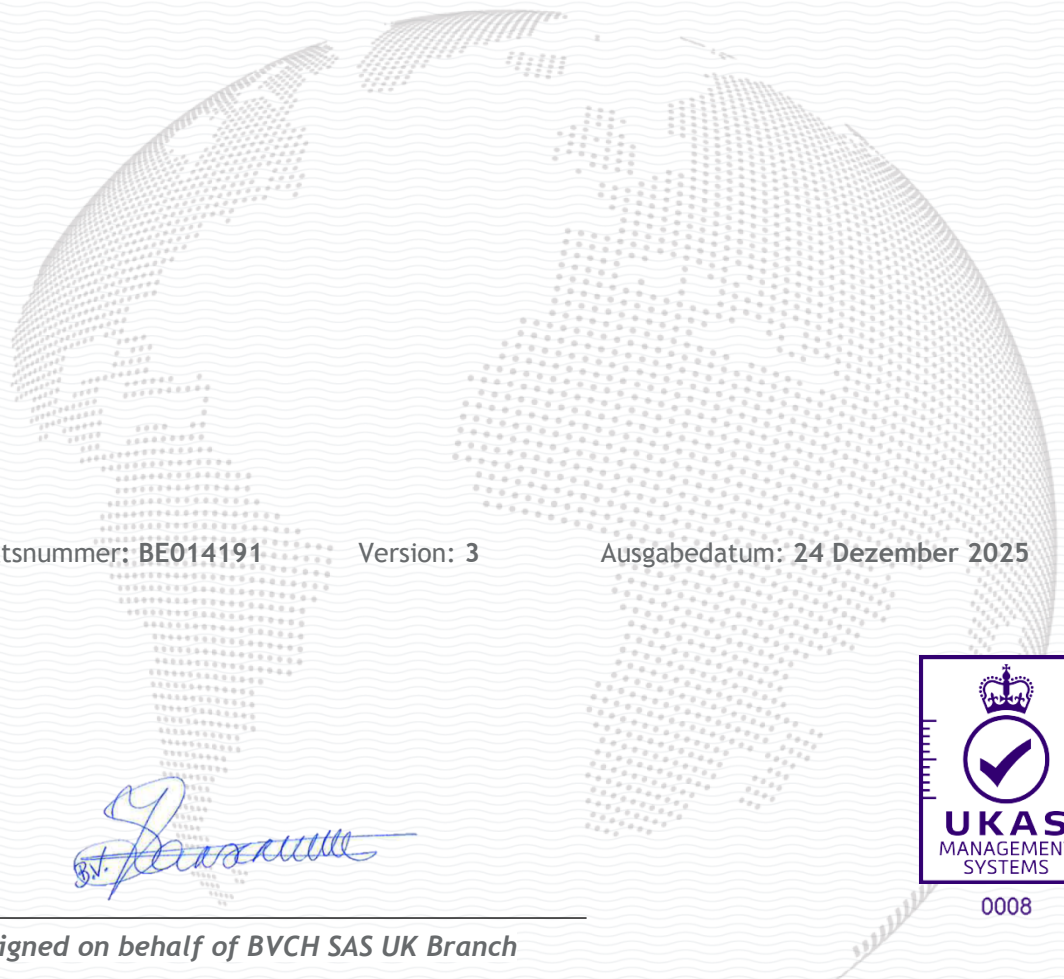 tsnummer: BE014191 Version: 3 Ausgabedatum: 24 Dezember 2025
UKAS
MANAGEMEN
SYSTEMS
0008
B.V.
igned on behalf of BVCH SAS UK Branch